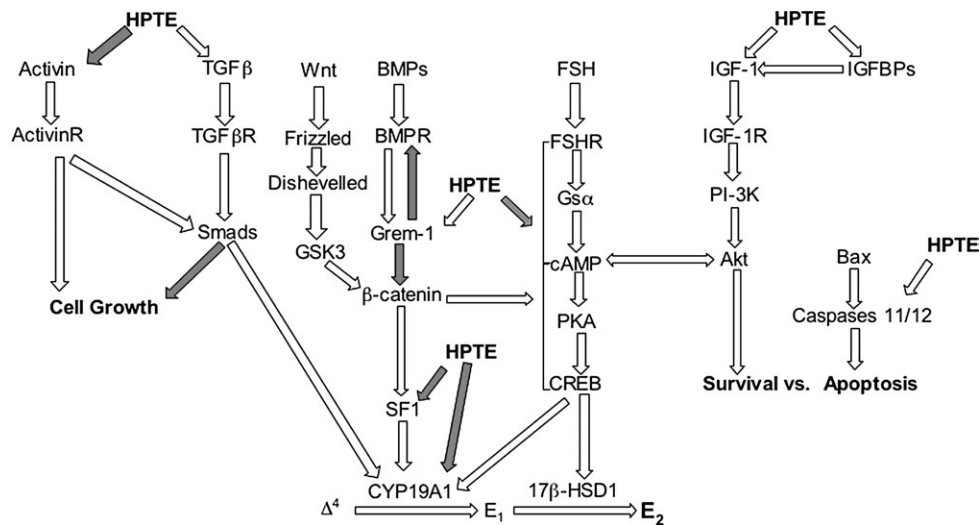 HPTE HPTE
Activin TGFβ Wnt BMPs FSH IGF-1 IGFBPs
ActivinR TGFβR Frizzled BMPR FSHR IGF-1R
Dishevelled HPTE Gsα PI-3K
Smads GSK3 Grem-1 cAMP Akt Bax HPTE
Cell Growth β-catenin PKA Caspases 11/12
HPTE
SF1 CREB Survival vs. Apoptosis
CYP19A1 17β-HSD1
Δ⁴ E₁ E₂